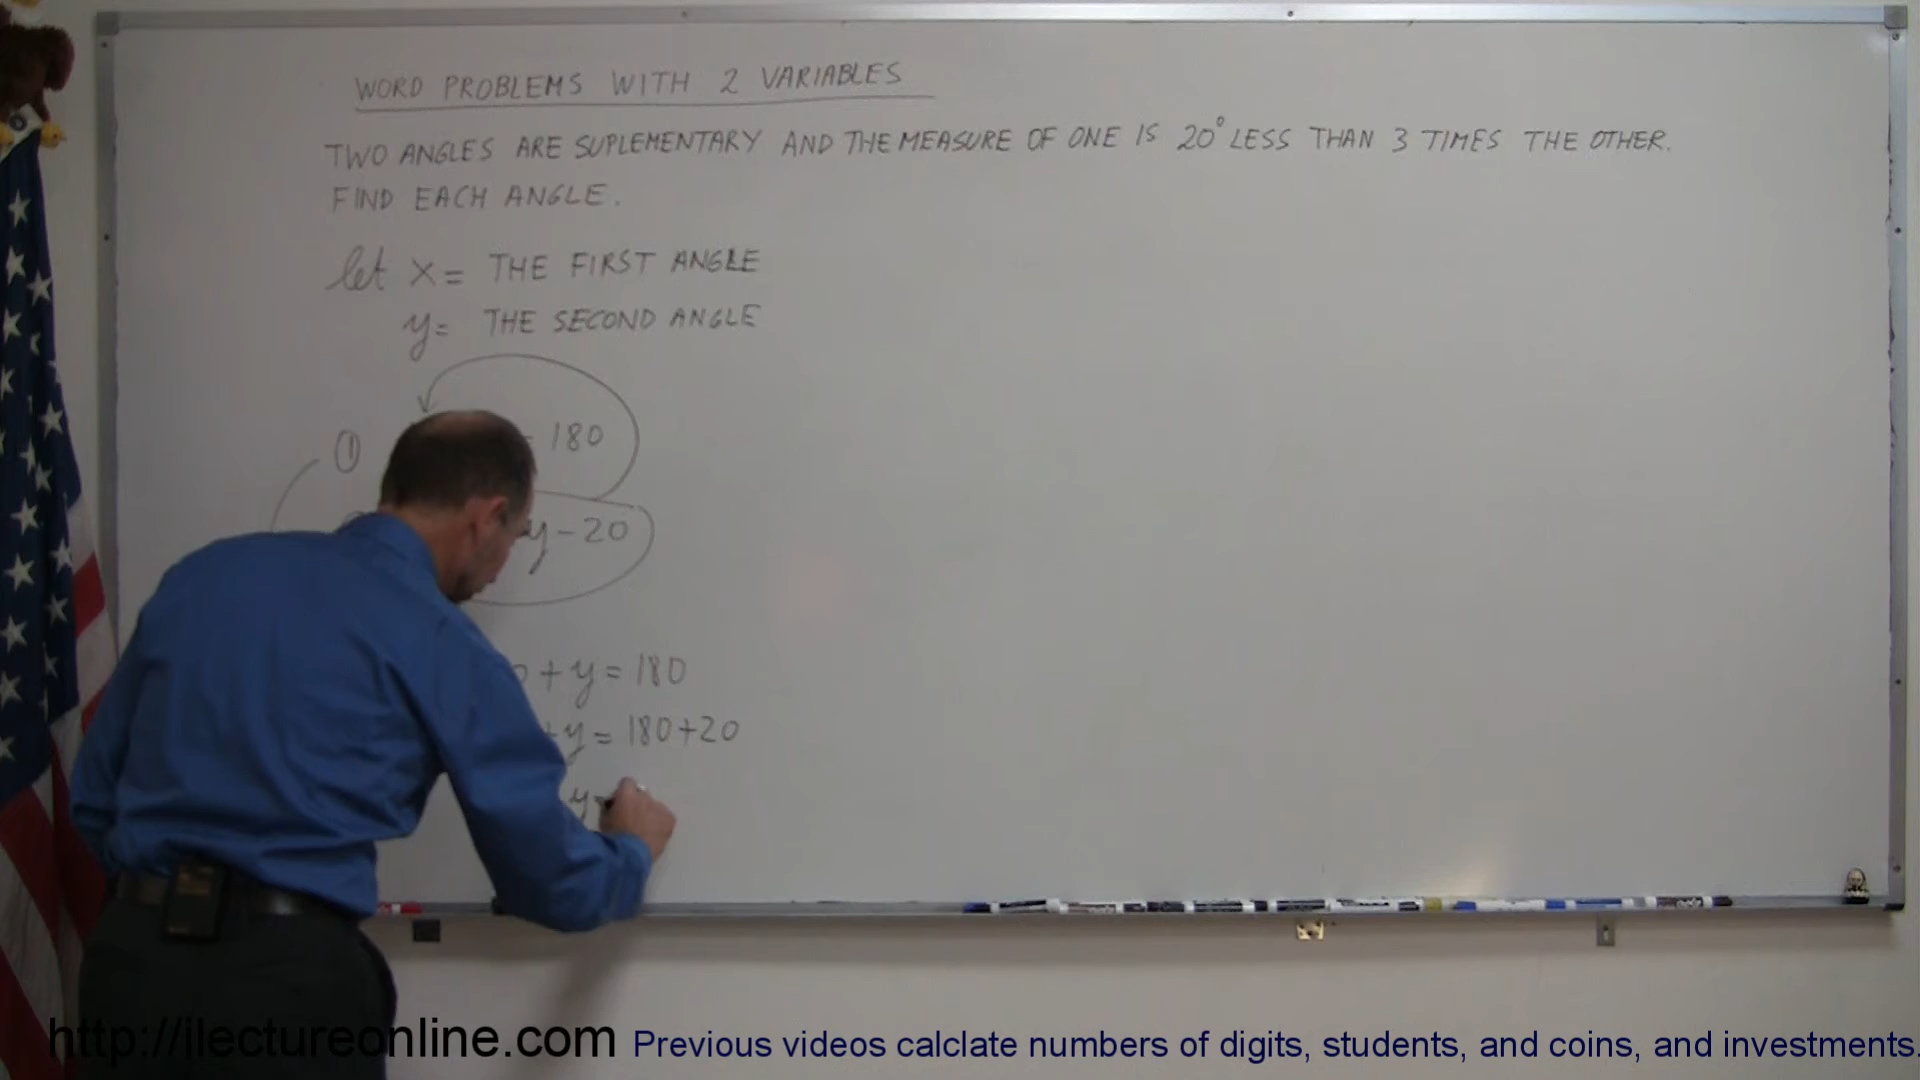 WORD PROBLEMS WITH 2 VARIABLES
TWO ANGLES ARE SUPLEMENTARY AND THE MEASURE OF ONE IS 20° LESS THAN 3 TIMES THE OTHER.
FIND EACH ANGLE.
let x = THE FIRST ANGLE
y = THE SECOND ANGLE
① = 180
y - 20
+ y = 180
+ y = 180 + 20
y =
http://ilectureonline.com Previous videos calclate numbers of digits, students, and coins, and investments.